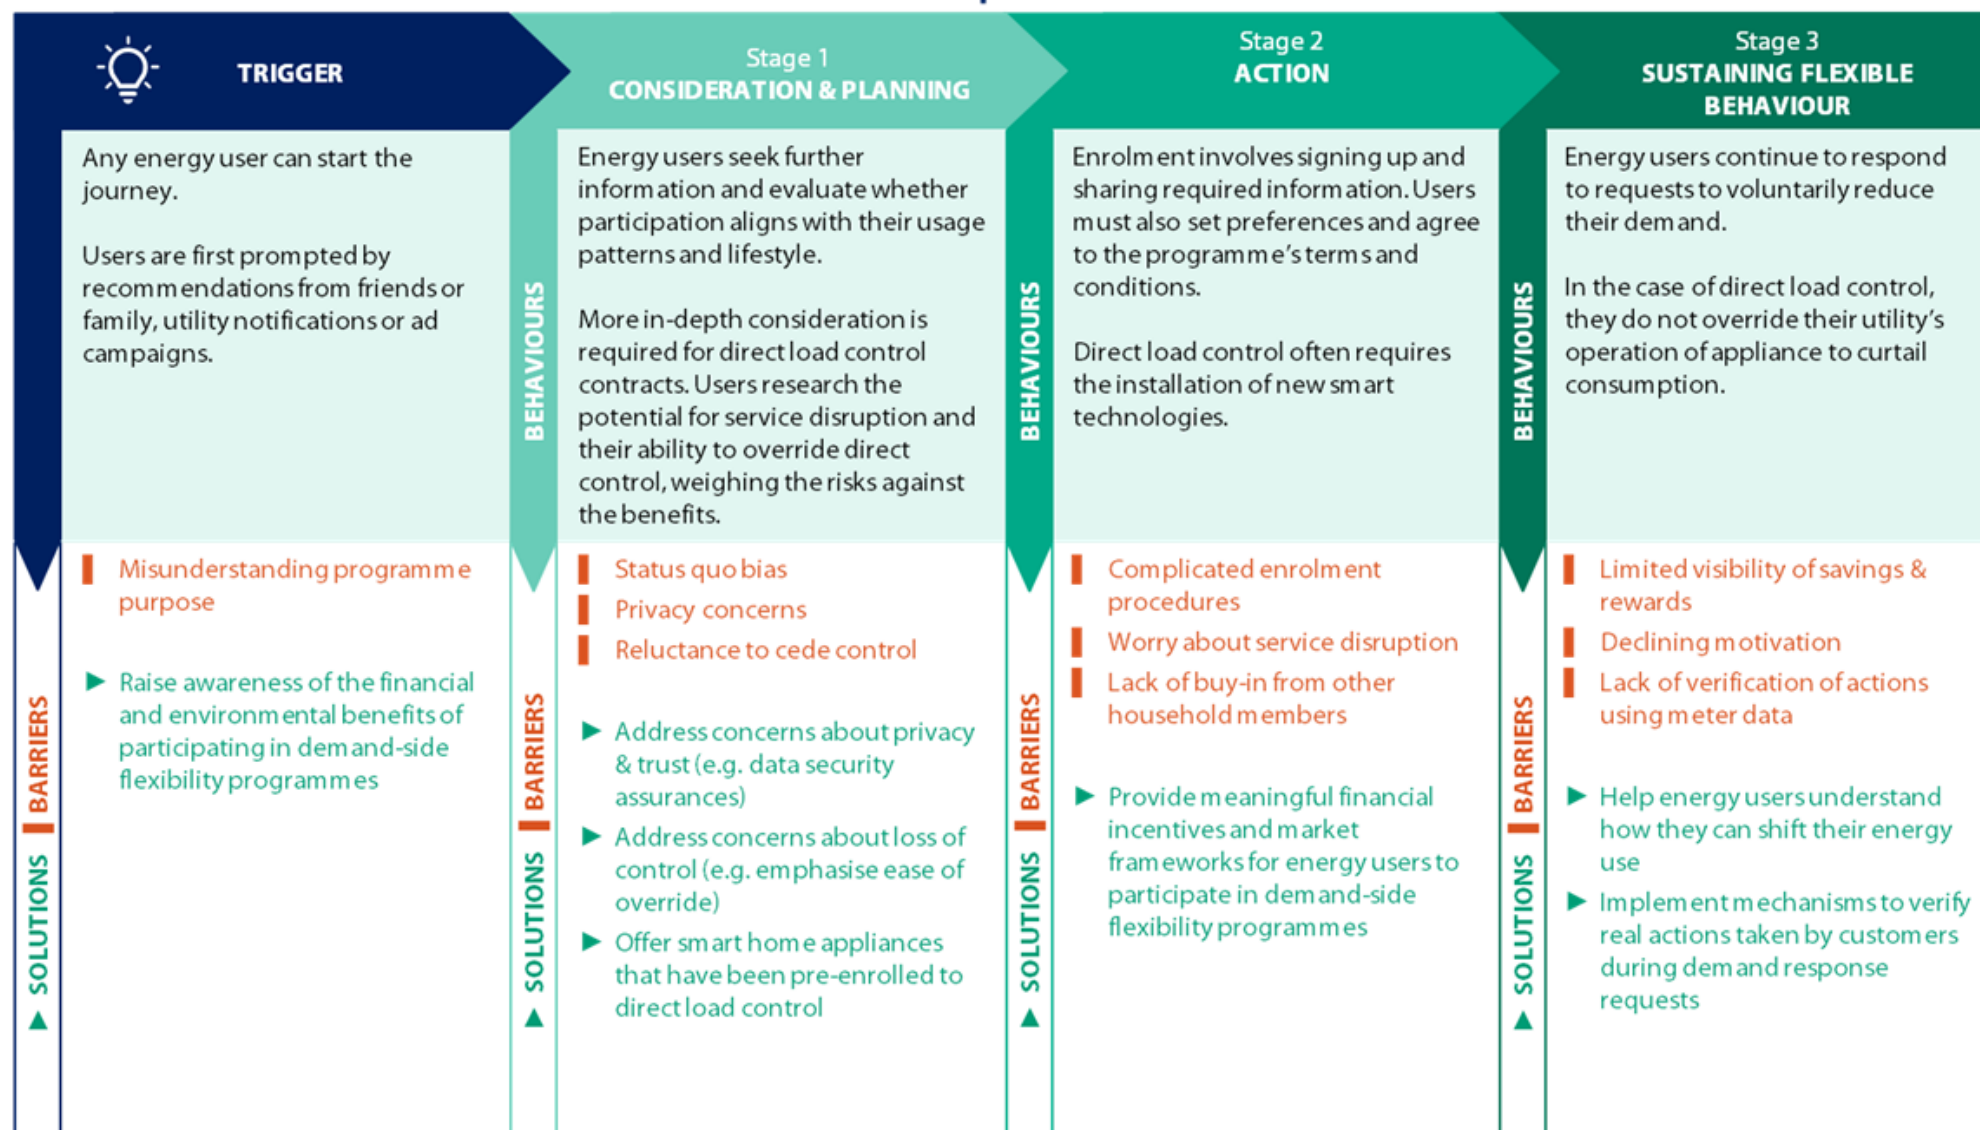 TRIGGER
Any energy user can start the
journey.
Users are first prompted by
recommendations from friends or
family, utility notifications or ad
campaigns.
BARRIERS
SOLUTIONS
Misunderstanding programme
purpose
Raise awareness of the financial
and environmental benefits of
participating in demand-side
flexibility programmes
Stage 1
CONSIDERATION & PLANNING
BEHAVIOURS
Energy users seek further
information and evaluate whether
participation aligns with their usage
patterns and lifestyle.
More in-depth consideration is
required for direct load control
contracts. Users research the
potential for service disruption and
their ability to override direct
control, weighing the risks against
the benefits.
BARRIERS
SOLUTIONS
Status quo bias
Privacy concerns
Reluctance to cede control
Address concerns about privacy
& trust (e.g. data security
assurances)
Address concerns about loss of
control (e.g. emphasise ease of
override)
Offer smart home appliances
that have been pre-enrolled to
direct load control
Stage 2
ACTION
BEHAVIOURS
Enrolment involves signing up and
sharing required information. Users
must also set preferences and agree
to the programme's terms and
conditions.
Direct load control often requires
the installation of new smart
technologies.
BARRIERS
SOLUTIONS
Complicated enrolment
procedures
Worry about service disruption
Lack of buy-in from other
household members
Provide meaningful financial
incentives and market
frameworks for energy users to
participate in demand-side
flexibility programmes
Stage 3
SUSTAINING FLEXIBLE
BEHAVIOUR
BEHAVIOURS
Energy users continue to respond
to requests to voluntarily reduce
their demand.
In the case of direct load control,
they do not override their utility's
operation of appliance to curtail
consumption.
BARRIERS
SOLUTIONS
Limited visibility of savings &
rewards
Declining motivation
Lack of verification of actions
using meter data
Help energy users understand
how they can shift their energy
use
Implement mechanisms to verify
real actions taken by customers
during demand response
requests